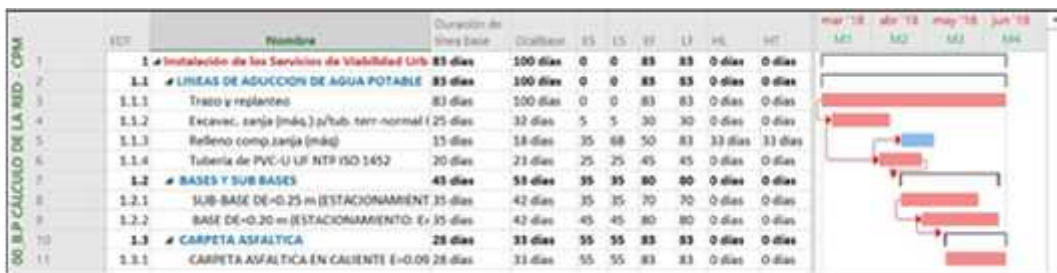 mar '18 abr '18 may '18 jun '18
EDT Nombre Duración de línea base ES LS EF LF HL HT M1 M2 M3 M4
00_B.P CÁLCULO DE LA RED - CPM
1 1 Instalación de los Servicios de Viabilidad Urb 83 días 100 días 0 0 83 83 0 días 0 días
2 1.1 LINEAS DE ADUCCION DE AGUA POTABLE 83 días 100 días 0 0 83 83 0 días 0 días
3 1.1.1 Trazo y replanteo 83 días 100 días 0 0 83 83 0 días 0 días
4 1.1.2 Excavac. zanja (máq.) p/tub. terr-normal ( 25 días 32 días 5 5 30 30 0 días 0 días
5 1.1.3 Relleno comp.zanja (máq) 15 días 18 días 35 68 50 83 33 días 33 días
6 1.1.4 Tubería de PVC-U UF NTP ISO 1452 20 días 23 días 25 25 45 45 0 días 0 días
7 1.2 BASES Y SUB BASES 45 días 53 días 35 35 80 80 0 días 0 días
8 1.2.1 SUB-BASE DE=0.25 m (ESTACIONAMIENT 35 días 42 días 35 35 70 70 0 días 0 días
9 1.2.2 BASE DE=0.20 m (ESTACIONAMIENTO: E= 35 días 42 días 45 45 80 80 0 días 0 días
10 1.3 CARPETA ASFALTICA 28 días 33 días 55 55 83 83 0 días 0 días
11 1.3.1 CARPETA ASFALTICA EN CALIENTE E=0.09 28 días 33 días 55 55 83 83 0 días 0 días